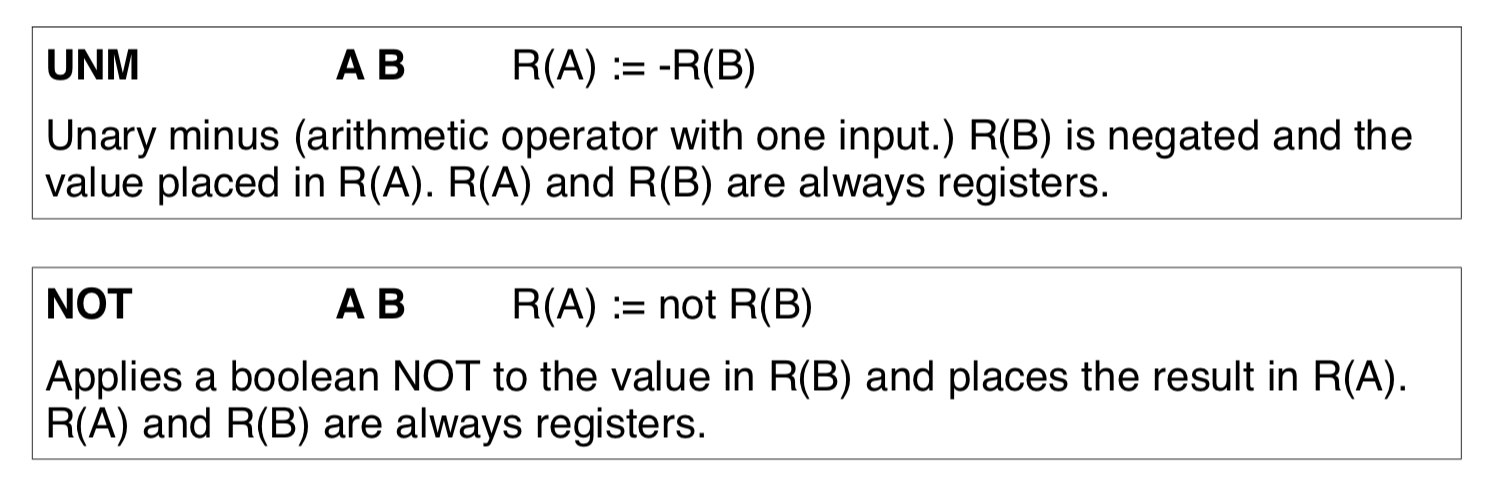 UNM A B R(A) := -R(B)
Unary minus (arithmetic operator with one input.) R(B) is negated and the
value placed in R(A). R(A) and R(B) are always registers.
NOT A B R(A) := not R(B)
Applies a boolean NOT to the value in R(B) and places the result in R(A).
R(A) and R(B) are always registers.